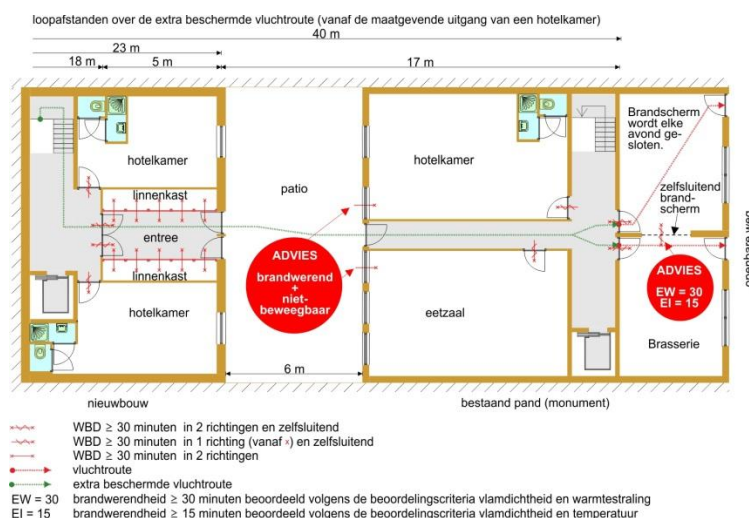 loopafstanden over de extra beschermde vluchtroute (vanaf de maatgevende uitgang van een hotelkamer)
40 m
23 m
18 m
5 m
17 m
hotelkamer
linnenkast
entree
linnenkast
hotelkamer
patio
ADVIES
brandwerend
+
niet-
beweegbaar
6 m
hotelkamer
eetzaal
Brandscherm
wordt elke
avond ge-
sloten.
zelfsluitend
brand-
scherm
ADVIES
EW = 30
EI = 15
Brasserie
nieuwbouw
bestaand pand (monument)
WBD ≥ 30 minuten in 2 richtingen en zelfsluitend
WBD ≥ 30 minuten in 1 richting (vanaf x) en zelfsluitend
WBD ≥ 30 minuten in 2 richtingen
vluchtroute
extra beschermde vluchtroute
EW = 30 brandwerendheid ≥ 30 minuten beoordeeld volgens de beoordelingscriteria vlamdichtheid en warmtestraling
EI = 15 brandwerendheid ≥ 15 minuten beoordeeld volgens de beoordelingscriteria vlamdichtheid en temperatuur